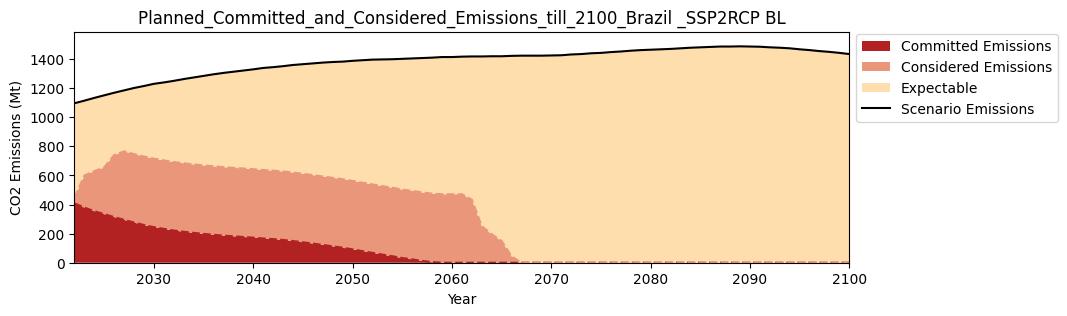 Planned_Committed_and_Considered_Emissions_till_2100_Brazil _SSP2RCP BL
CO2 Emissions (Mt)
1400
1200
1000
800
600
400
200
0
2030 2040 2050 2060 2070 2080 2090 2100
Year
Committed Emissions
Considered Emissions
Expectable
Scenario Emissions